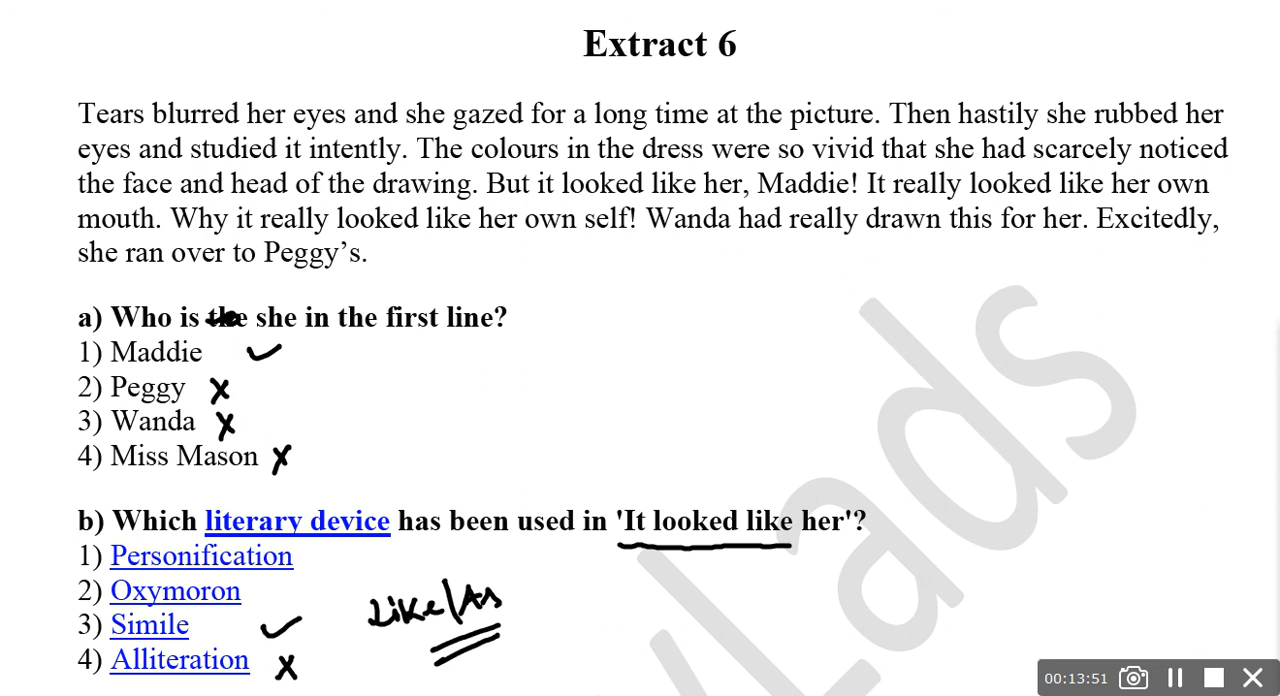 Extract 6
Tears blurred her eyes and she gazed for a long time at the picture. Then hastily she rubbed her
eyes and studied it intently. The colours in the dress were so vivid that she had scarcely noticed
the face and head of the drawing. But it looked like her, Maddie! It really looked like her own
mouth. Why it really looked like her own self! Wanda had really drawn this for her. Excitedly,
she ran over to Peggy’s.
a) Who is the she in the first line?
1) Maddie
2) Peggy
3) Wanda
4) Miss Mason
b) Which literary device has been used in 'It looked like her'?
1) Personification
2) Oxymoron
Like/As
3) Simile
4) Alliteration
Lads
00:13:51